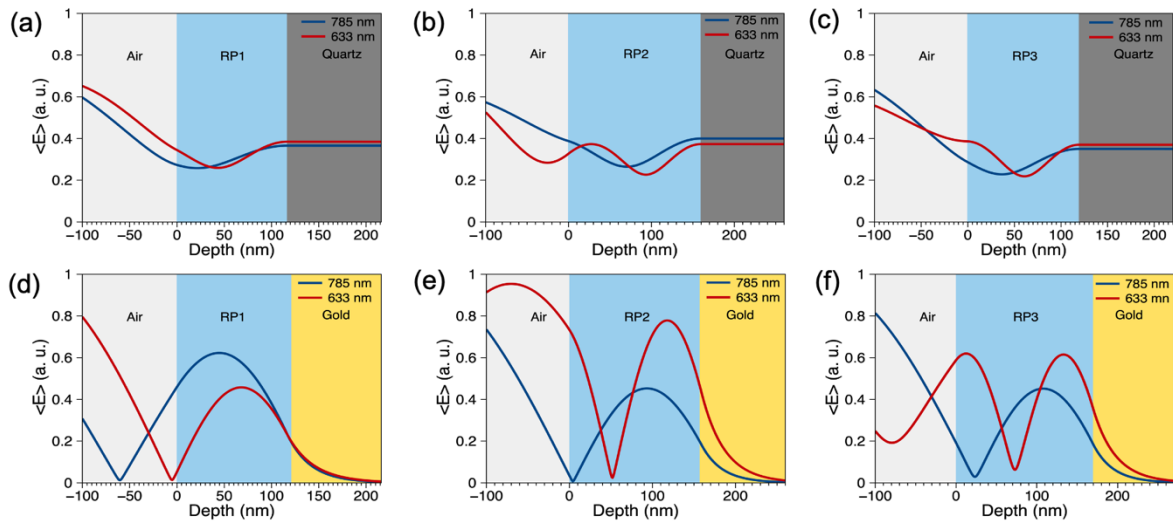 (a)
785 nm
633 nm
Air
RP1
Quartz
<E> (a. u.)
1
0.8
0.6
0.4
0.2
0
−100 −50 0 50 100 150 200
Depth (nm)
(b)
785 nm
633 nm
Air
RP2
Quartz
<E> (a. u.)
1
0.8
0.6
0.4
0.2
0
−100 0 100 200
Depth (nm)
(c)
785 nm
633 nm
Air
RP3
Quartz
<E> (a. u.)
1
0.8
0.6
0.4
0.2
0
−100 −50 0 50 100 150 200
Depth (nm)
(d)
785 nm
633 nm
Air
RP1
Gold
<E> (a. u.)
1
0.8
0.6
0.4
0.2
0
−100 −50 0 50 100 150 200
Depth (nm)
(e)
785 nm
633 nm
Air
RP2
Gold
<E> (a. u.)
1
0.8
0.6
0.4
0.2
0
−100 0 100 200
Depth (nm)
(f)
785 nm
633 mn
Air
RP3
Gold
<E> (a. u.)
1
0.8
0.6
0.4
0.2
0
−100 0 100 200
Depth (nm)